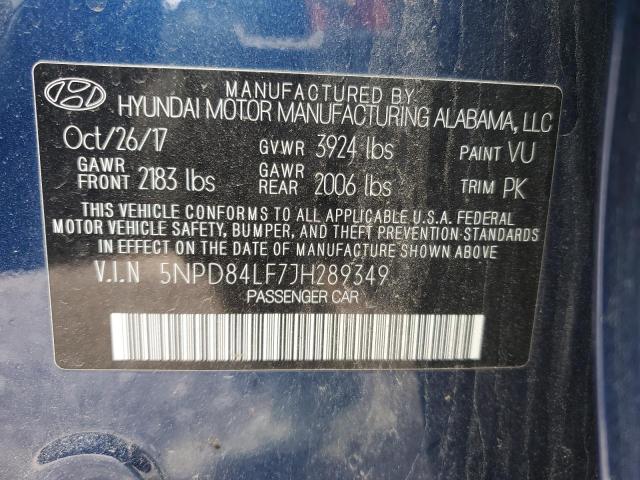 MANUFACTURED BY
HYUNDAI MOTOR MANUFACTURING ALABAMA, LLC
Oct/26/17 GVWR 3924 lbs PAINT VU
GAWR FRONT 2183 lbs GAWR REAR 2006 lbs TRIM PK
THIS VEHICLE CONFORMS TO ALL APPLICABLE U.S.A. FEDERAL
MOTOR VEHICLE SAFETY, BUMPER, AND THEFT PREVENTION STANDARDS
IN EFFECT ON THE DATE OF MANUFACTURE SHOWN ABOVE.
V.I.N 5NPD84LF7JH289349
PASSENGER CAR